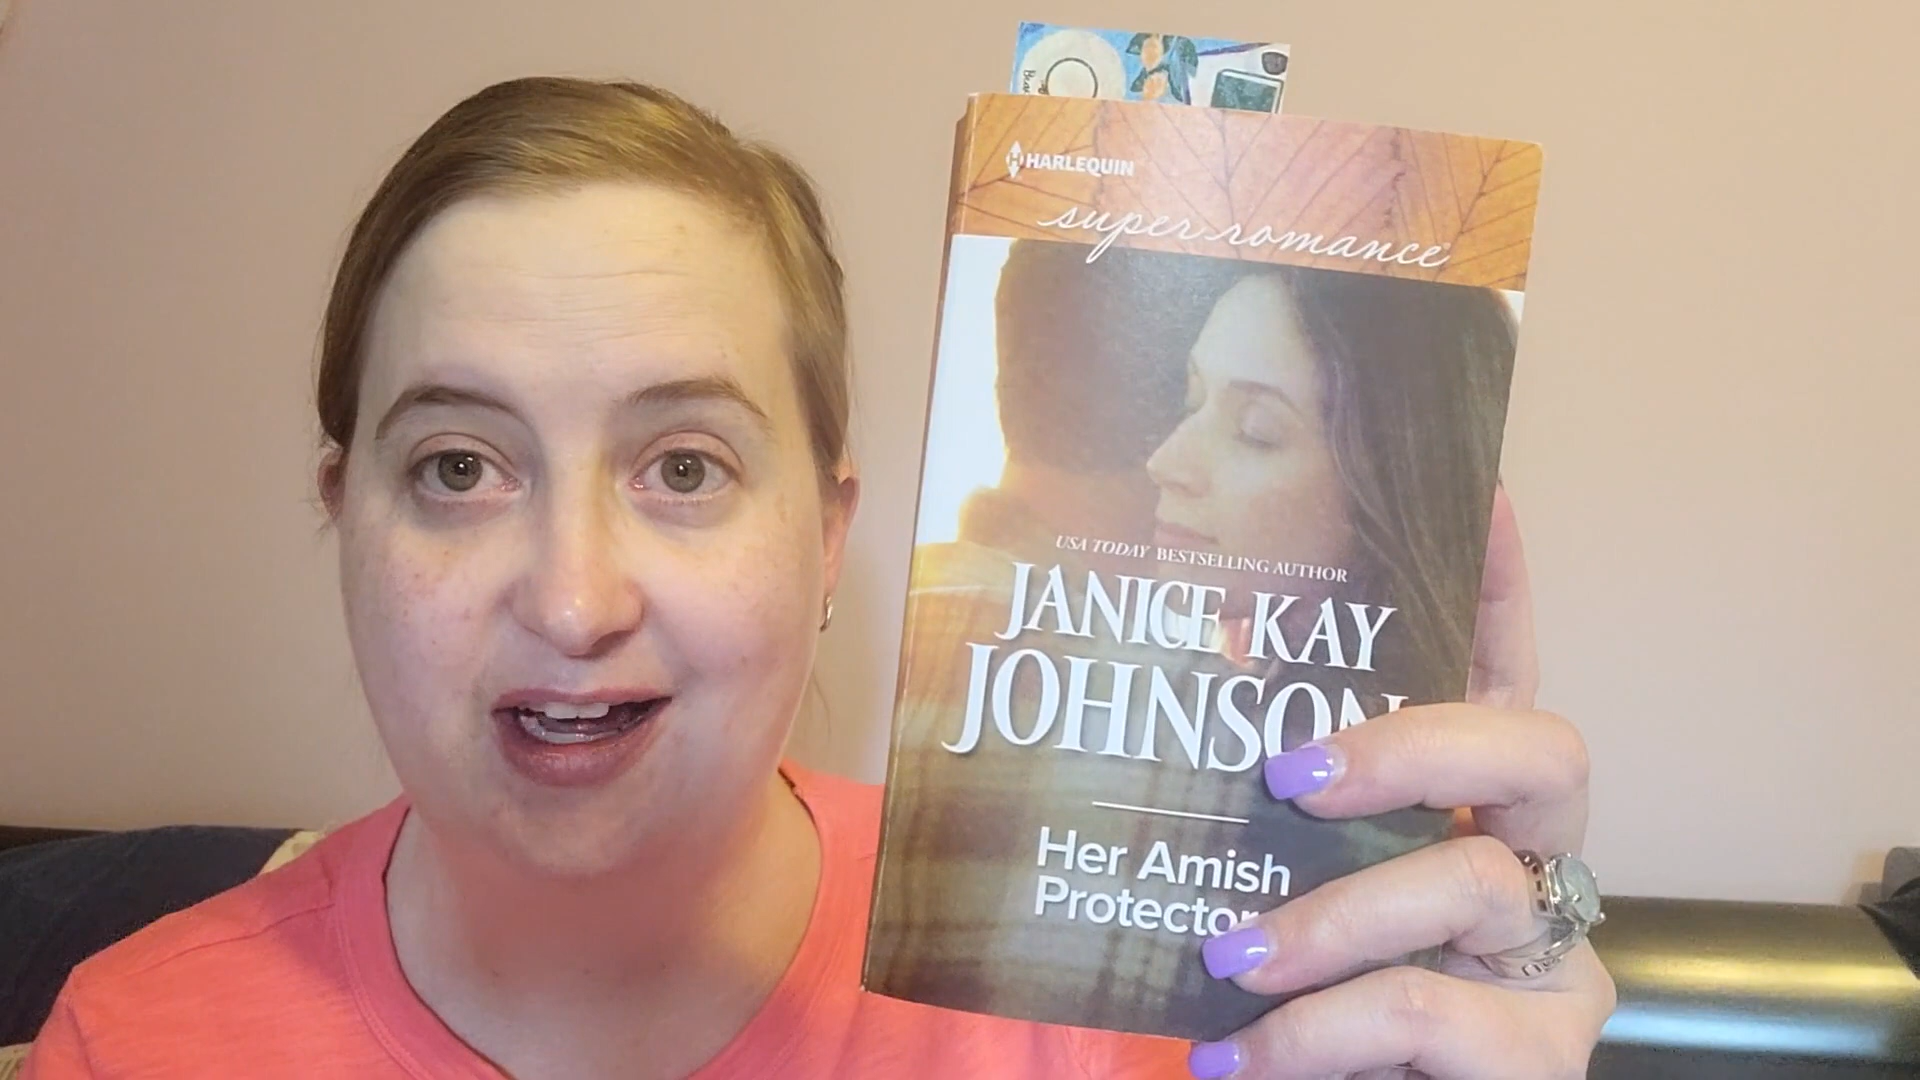 HARLEQUIN
super romance
USA TODAY BESTSELLING AUTHOR
JANICE KAY
JOHNSON
Her Amish
Protector